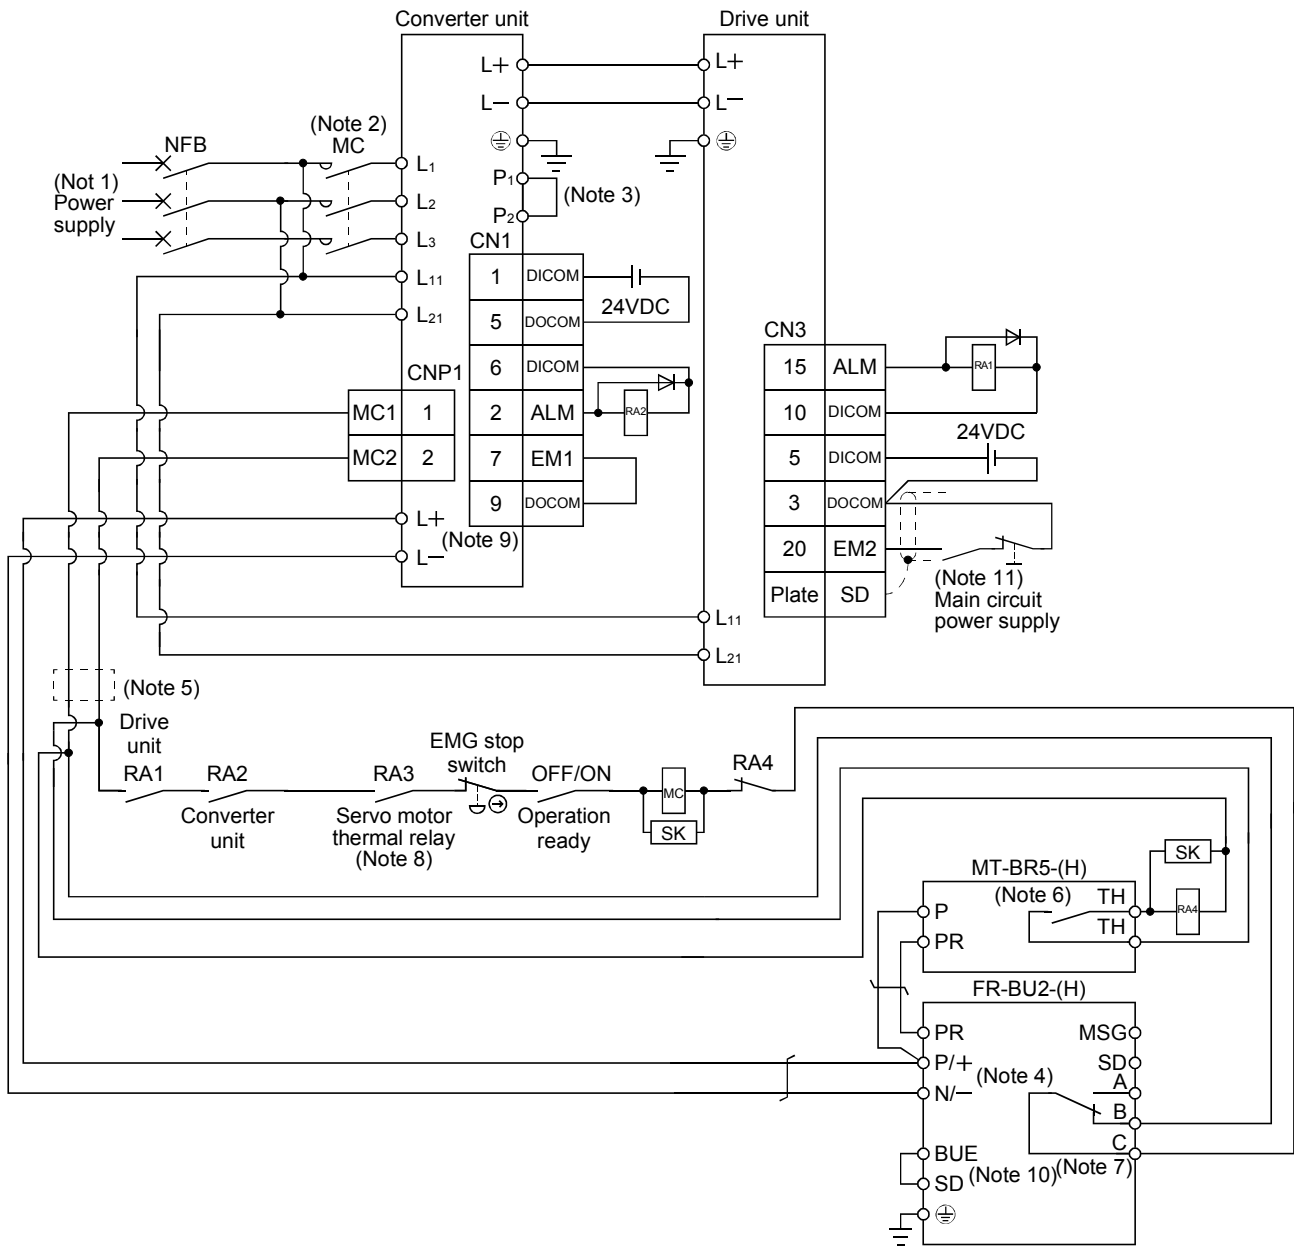 Converter unit
Drive unit
L+
L+
L−
L−
(Note 2)
MC
NFB
L1
(Not 1)
Power
supply
P1
(Note 3)
L2
P2
L3
CN1
L11
1 DICOM
24VDC
L21
5 DOCOM
CN3
6 DICOM
15 ALM
RA1
CNP1
MC1 1
2 ALM
RA2
10 DICOM
24VDC
MC2 2
7 EM1
5 DICOM
9 DOCOM
3 DOCOM
L+
(Note 9)
20 EM2
L−
(Note 11)
Main circuit
power supply
Plate SD
L11
L21
(Note 5)
Drive
unit
EMG stop
switch
RA1
RA2
RA3
OFF/ON
RA4
MC
Converter
unit
Servo motor
thermal relay
(Note 8)
Operation
ready
SK
SK
MT-BR5-(H)
(Note 6)
TH
P
RA4
TH
PR
FR-BU2-(H)
PR
MSG
P/+
SD
(Note 4)
A
N/−
B
C
BUE
(Note 10)
(Note 7)
SD